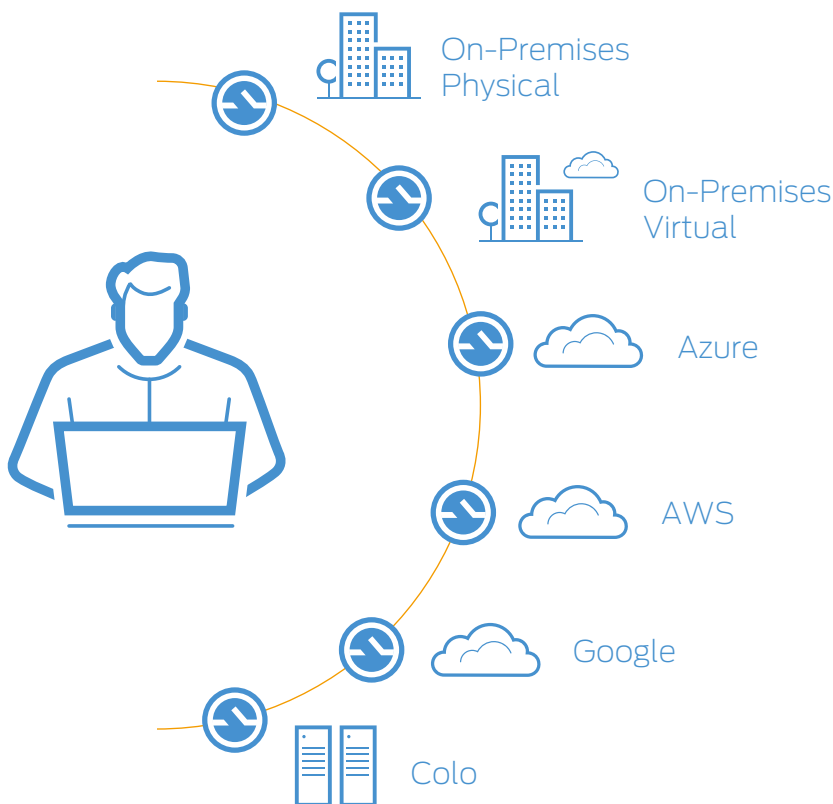 On-Premises
Physical
On-Premises
Virtual
Azure
AWS
Google
Colo